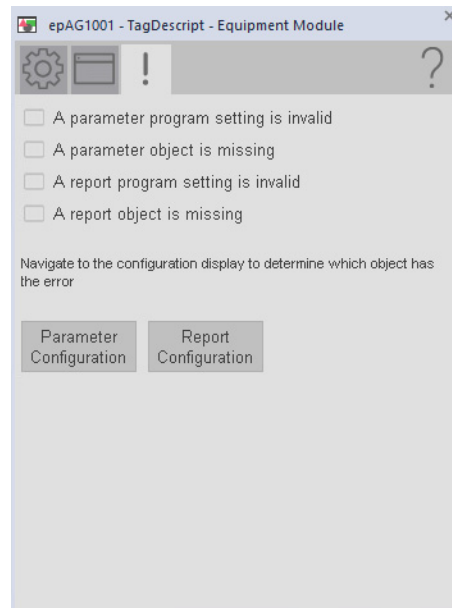 epAG1001 - TagDescript - Equipment Module
A parameter program setting is invalid
A parameter object is missing
A report program setting is invalid
A report object is missing
Navigate to the configuration display to determine which object has
the error
Parameter
Configuration
Report
Configuration